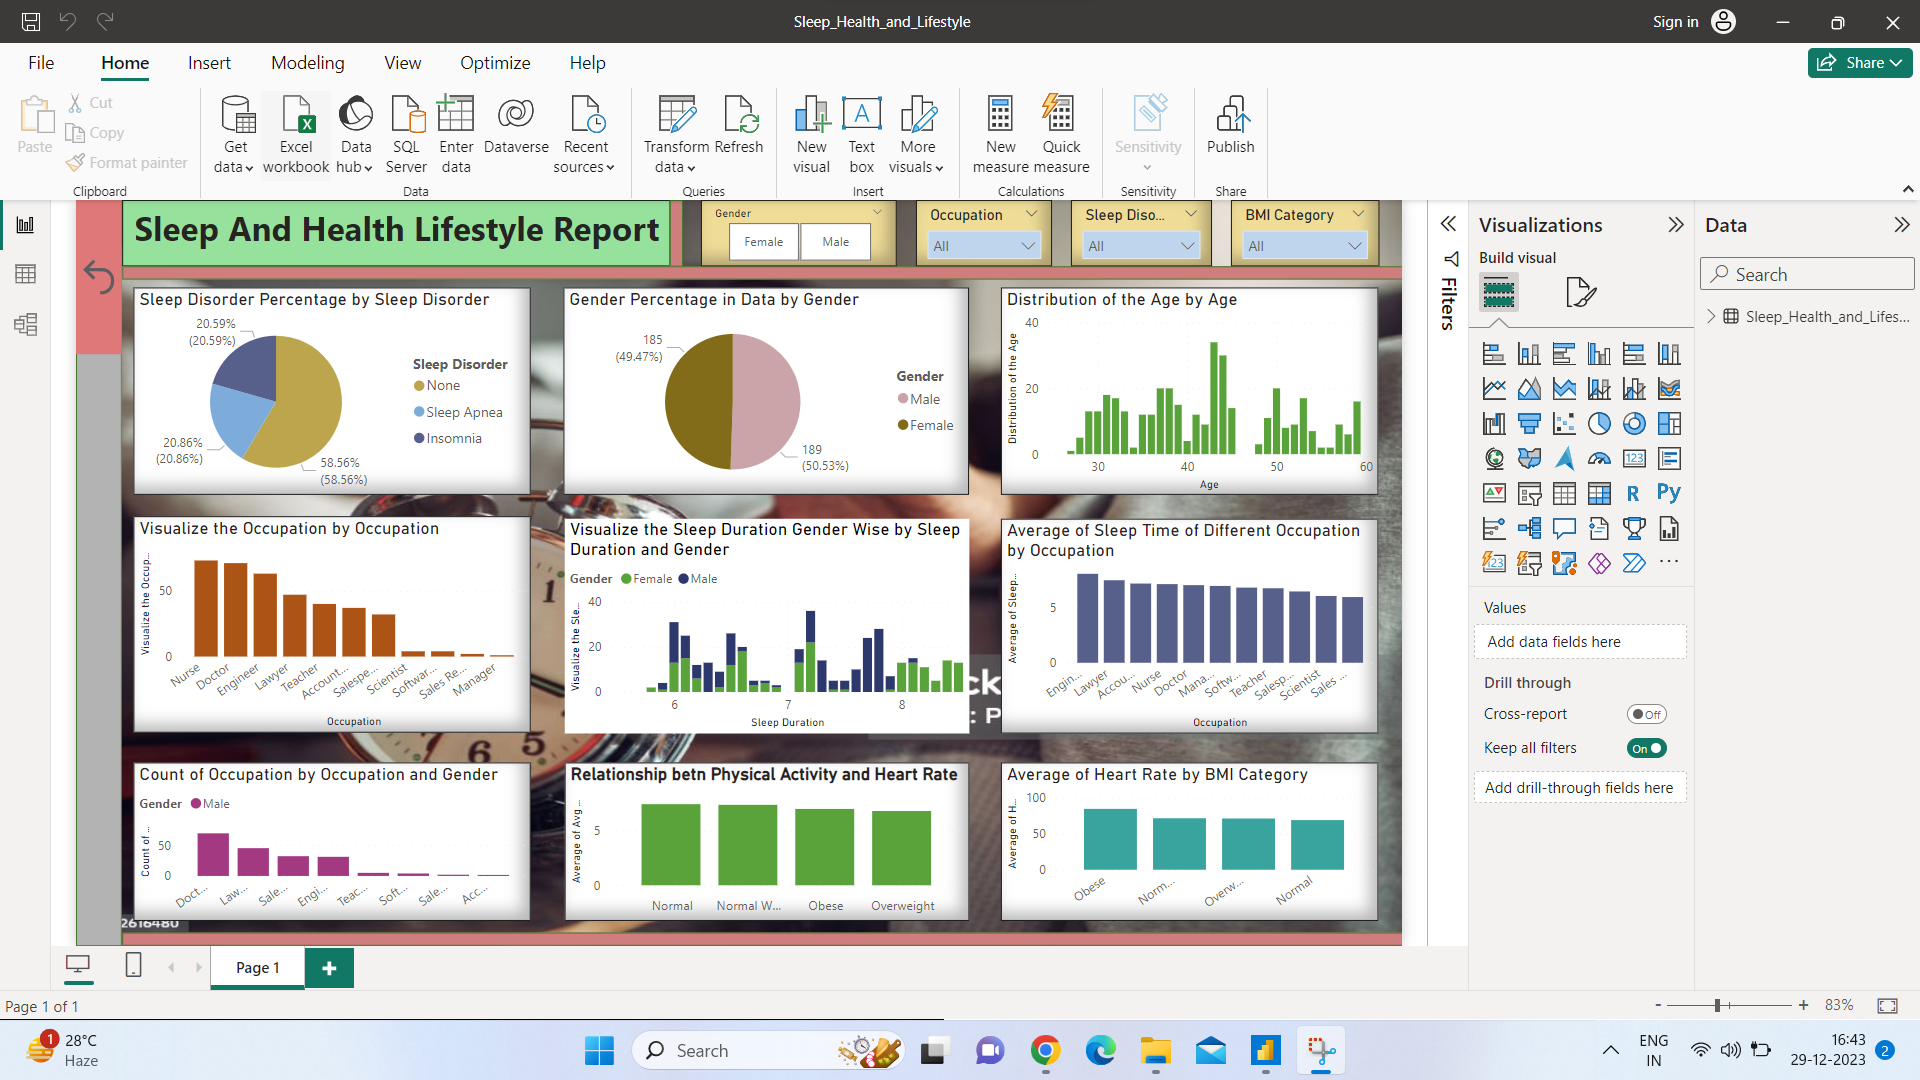 Sleep_Health_and_Lifestyle
Sign in
File Home Insert Modeling View Optimize Help
Share
Paste
Cut
Copy
Format painter
Clipboard
Get data
Excel workbook
Data hub
SQL Server
Enter data
Dataverse
Recent sources
Data
Transform data
Refresh
Queries
New visual
Text box
More visuals
Insert
New measure
Quick measure
Calculations
Sensitivity
Sensitivity
Publish
Share
Sleep And Health Lifestyle Report
Gender
Female Male
Occupation
All
Sleep Diso...
All
BMI Category
All
Sleep Disorder Percentage by Sleep Disorder
20.59%
(20.59%)
20.86%
(20.86%)
58.56%
(58.56%)
Sleep Disorder
None
Sleep Apnea
Insomnia
Gender Percentage in Data by Gender
185
(49.47%)
189
(50.53%)
Gender
Male
Female
Distribution of the Age by Age
Distribution of the Age
40
20
0
30 40 50 60
Age
Visualize the Occupation by Occupation
Visualize the Occup...
50
0
Nurse Doctor Engineer Lawyer Teacher Account... Salespe... Scientist Softwar... Sales Re... Manager
Occupation
Visualize the Sleep Duration Gender Wise by Sleep
Duration and Gender
Gender Female Male
Visualize the Sle...
40
20
0
6 7 8
Sleep Duration
Average of Sleep Time of Different Occupation
by Occupation
Average of Sleep...
5
0
Engin... Lawyer Accou... Nurse Doctor Mana... Softw... Teacher Salesp... Scientist Sales ...
Occupation
ck
: P
6 5
Count of Occupation by Occupation and Gender
Gender Male
Count of ...
50
0
Doct... Law... Sale... Engi... Teac... Soft... Sale... Acc...
Relationship betn Physical Activity and Heart Rate
Average of Avg ...
5
0
Normal Normal W... Obese Overweight
Average of Heart Rate by BMI Category
Average of H...
100
50
0
Obese Norm... Overw... Normal
2616480
Filters
Visualizations
Build visual
123
R Py
123
Values
Add data fields here
Drill through
Cross-report Off
Keep all filters On
Add drill-through fields here
Data
Search
Sleep_Health_and_Lifes...
Page 1
Page 1 of 1
- + 83%
1
28°C
Haze
Search
ENG
IN
16:43
29-12-2023
2